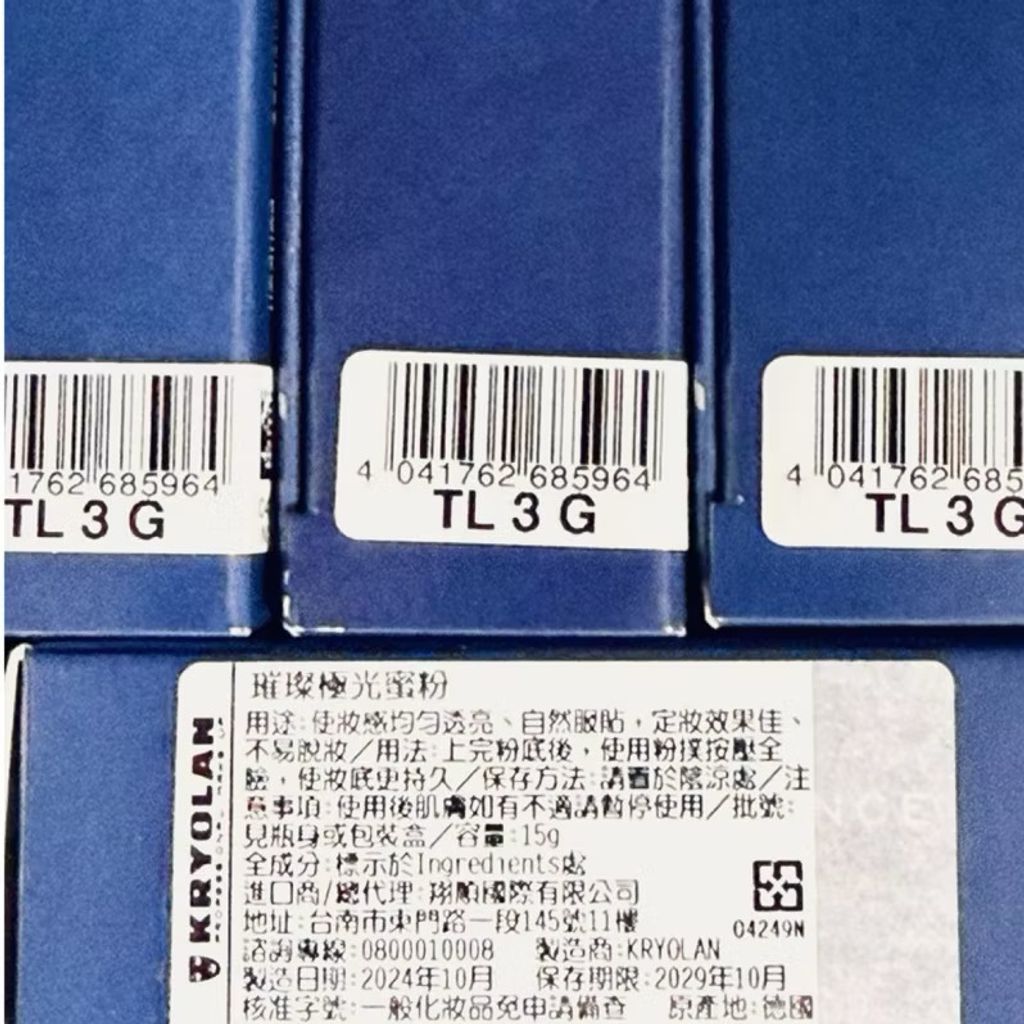 1762 685964
TL 3 G
4 041762 685964
TL 3 G
4 041762 685
TL 3 G
KRYOLAN
璀璨極光蜜粉
用途:使妝感均勻透亮、自然服貼,定妝效果佳、
不易脫妝/用法:上完粉底後,使用粉撲按壓全
臉,使妝底更持久/保存方法:請置於陰涼處/注
意事項:使用後肌膚如有不適請暫停使用/批號:
見瓶身或包裝盒/容量:15g
全成分:標示於Ingredients處
進口商/總代理:翔順國際有限公司
地址:台南市東門路一段145號11樓
04249N
諮詢專線:0800010008 製造商:KRYOLAN
製造日期:2024年10月 保存期限:2029年10月
核准字號:一般化妝品免申請備查 原產地:德國